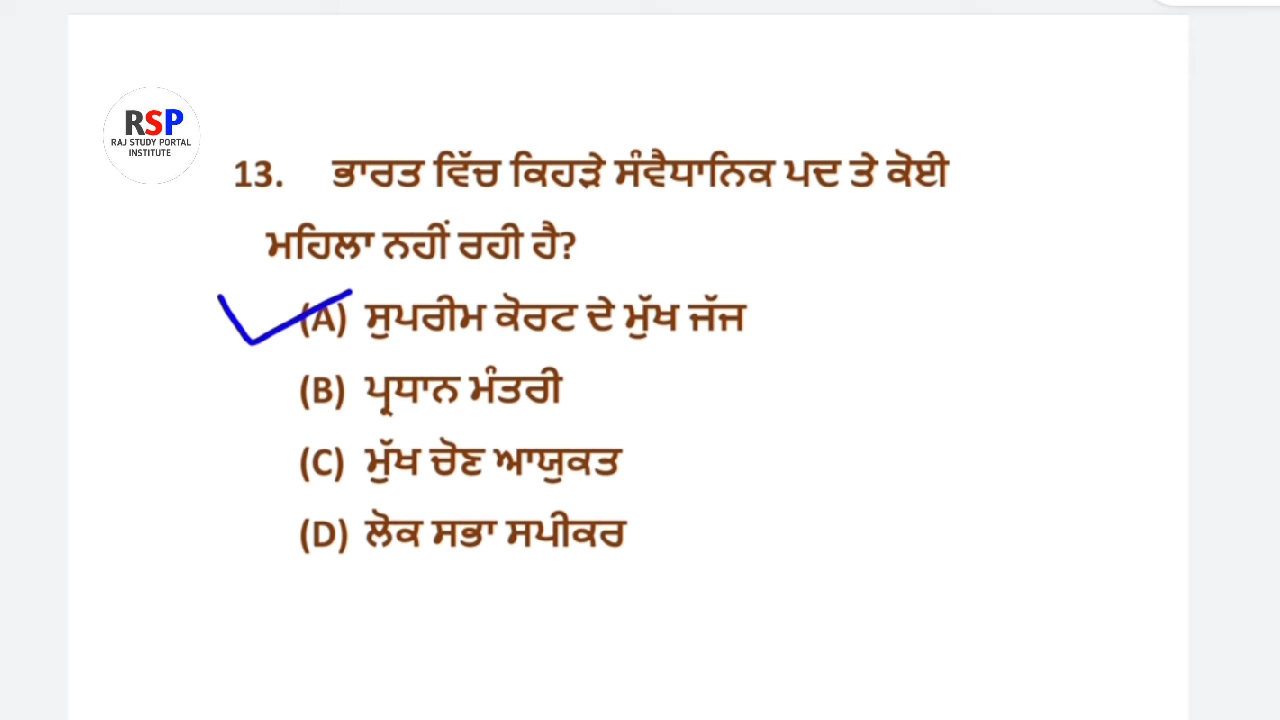 RSP
RAJ STUDY PORTAL
INSTITUTE
13. ਭਾਰਤ ਵਿੱਚ ਕਿਹੜੇ ਸੰਵੈਧਾਨਿਕ ਪਦ ਤੇ ਕੋਈ
ਮਹਿਲਾ ਨਹੀਂ ਰਹੀ ਹੈ?
(A) ਸੁਪਰੀਮ ਕੋਰਟ ਦੇ ਮੁੱਖ ਜੱਜ
(B) ਪ੍ਰਧਾਨ ਮੰਤਰੀ
(C) ਮੁੱਖ ਚੋਣ ਆਯੁਕਤ
(D) ਲੋਕ ਸਭਾ ਸਪੀਕਰ